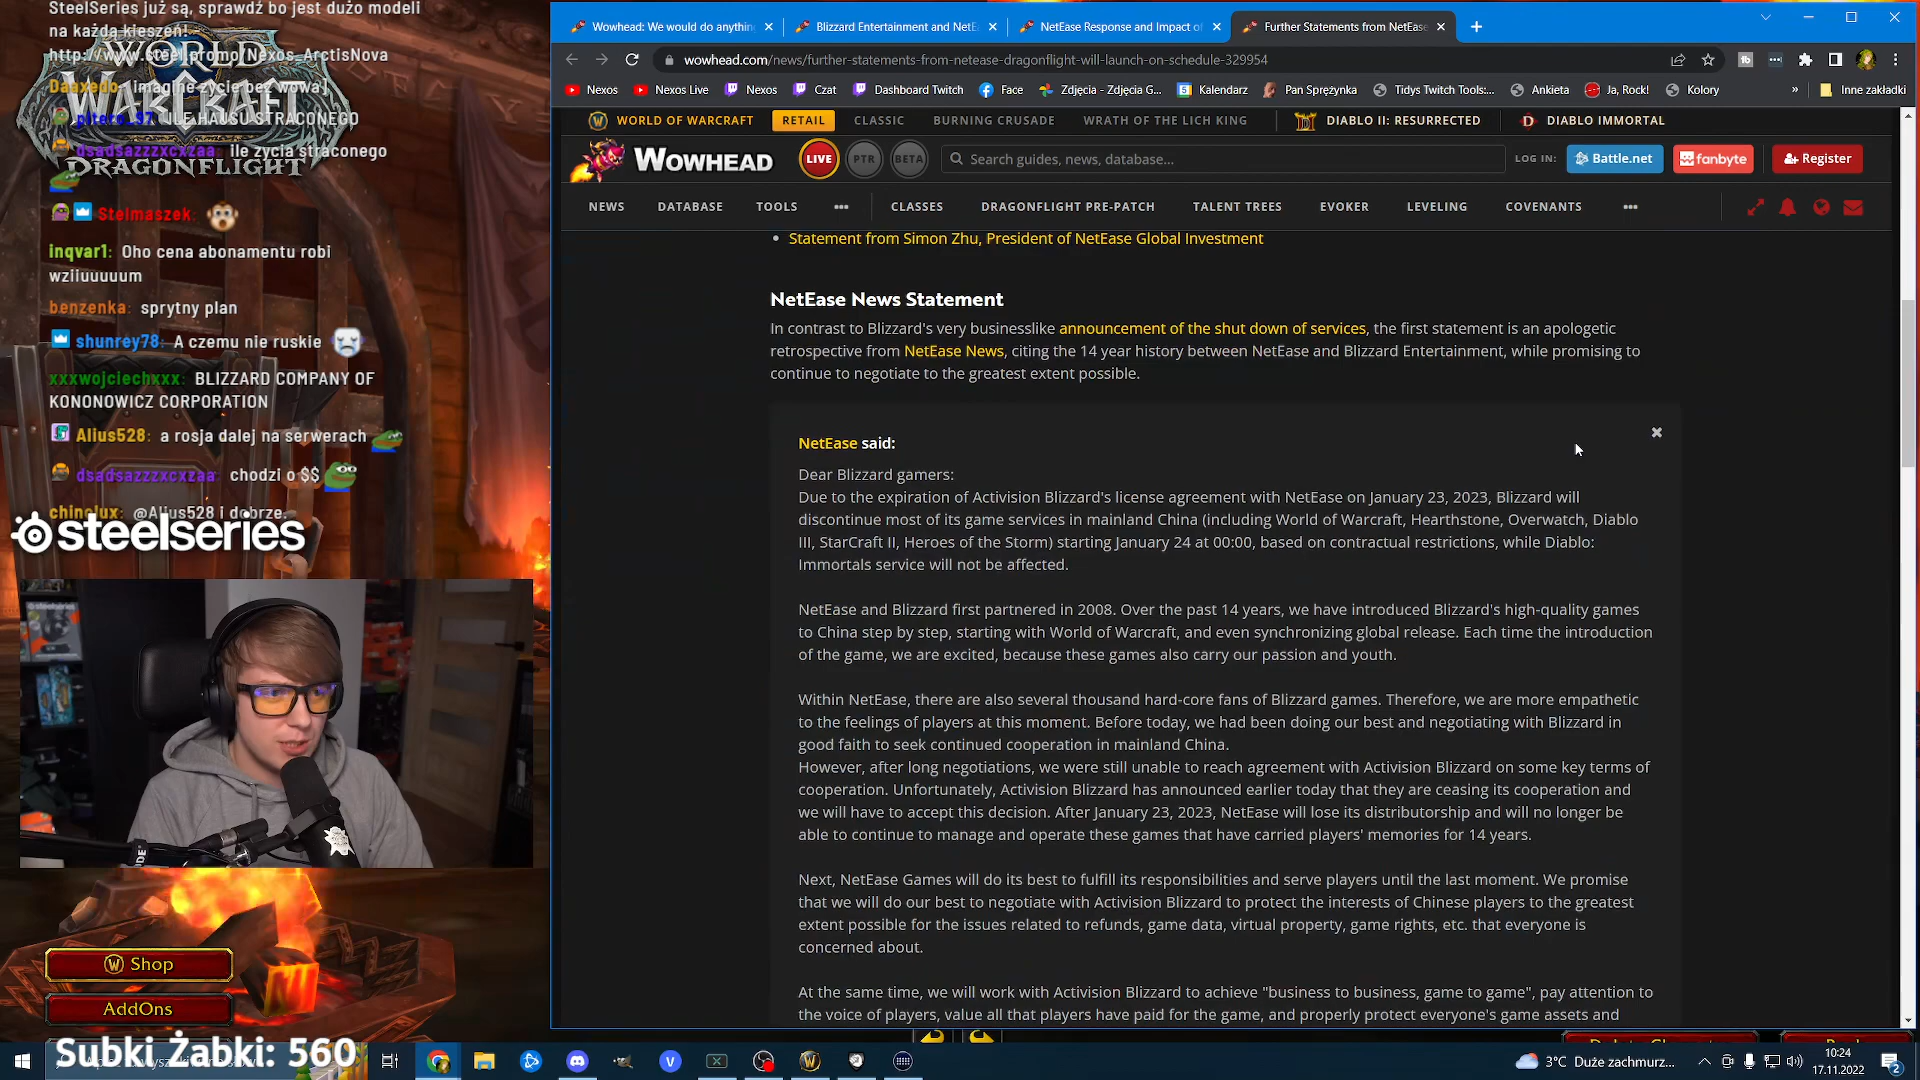 SteelSeries już są, sprawdź bo jest dużo modeli
na każdą kieszeń!
http://www.steel.promo/Nexos_ArctisNova
WORLD
WARCRAFT
DRAGONFLIGHT
Daaxedo: [Imagine życie bez wowa]
pitero_97: ILE HAJSU STRACONEGO
dsadsazzzxcxzaa: ile zycia straconego
Stelmaszek:
inqvar1: Oho cena abonamentu robi
wziiuuuuum
benzenka: sprytny plan
shunrey78: A czemu nie ruskie
xxxwojciechxxx: BLIZZARD COMPANY OF
KONONOWICZ CORPORATION
Alius528: a rosja dalej na serwerach
dsadsazzzxcxzaa: chodzi o $$
chinolux: @Alius528 i dobrze.
steelseries
Shop
AddOns
Subki Żabki: 560
Wowhead: We would do anything
Blizzard Entertainment and NetE
NetEase Response and Impact of
Further Statements from NetEase
wowhead.com/news/further-statements-from-netease-dragonflight-will-launch-on-schedule-329954
Nexos
Nexos Live
Nexos
Czat
Dashboard Twitch
Face
Zdjęcia - Zdjęcia G...
Kalendarz
Pan Sprężynka
Tidys Twitch Tools:...
Ankieta
Ja, Rock!
Kolory
»
Inne zakładki
WORLD OF WARCRAFT RETAIL CLASSIC BURNING CRUSADE WRATH OF THE LICH KING DIABLO II: RESURRECTED DIABLO IMMORTAL
WOWHEAD LIVE PTR BETA Search guides, news, database... LOG IN: Battle.net fanbyte Register
NEWS DATABASE TOOLS ••• CLASSES DRAGONFLIGHT PRE-PATCH TALENT TREES EVOKER LEVELING COVENANTS •••
• Statement from Simon Zhu, President of NetEase Global Investment
NetEase News Statement
In contrast to Blizzard's very businesslike announcement of the shut down of services, the first statement is an apologetic
retrospective from NetEase News, citing the 14 year history between NetEase and Blizzard Entertainment, while promising to
continue to negotiate to the greatest extent possible.
NetEase said:
Dear Blizzard gamers:
Due to the expiration of Activision Blizzard's license agreement with NetEase on January 23, 2023, Blizzard will
discontinue most of its game services in mainland China (including World of Warcraft, Hearthstone, Overwatch, Diablo
III, StarCraft II, Heroes of the Storm) starting January 24 at 00:00, based on contractual restrictions, while Diablo:
Immortals service will not be affected.
NetEase and Blizzard first partnered in 2008. Over the past 14 years, we have introduced Blizzard's high-quality games
to China step by step, starting with World of Warcraft, and even synchronizing global release. Each time the introduction
of the game, we are excited, because these games also carry our passion and youth.
Within NetEase, there are also several thousand hard-core fans of Blizzard games. Therefore, we are more empathetic
to the feelings of players at this moment. Before today, we had been doing our best and negotiating with Blizzard in
good faith to seek continued cooperation in mainland China.
However, after long negotiations, we were still unable to reach agreement with Activision Blizzard on some key terms of
cooperation. Unfortunately, Activision Blizzard has announced earlier today that they are ceasing its cooperation and
we will have to accept this decision. After January 23, 2023, NetEase will lose its distributorship and will no longer be
able to continue to manage and operate these games that have carried players' memories for 14 years.
Next, NetEase Games will do its best to fulfill its responsibilities and serve players until the last moment. We promise
that we will do our best to negotiate with Activision Blizzard to protect the interests of Chinese players to the greatest
extent possible for the issues related to refunds, game data, virtual property, game rights, etc. that everyone is
concerned about.
At the same time, we will work with Activision Blizzard to achieve "business to business, game to game", pay attention to
the voice of players, value all that players have paid for the game, and properly protect everyone's game assets and
3°C Duże zachmurz...
10:24
17.11.2022
2